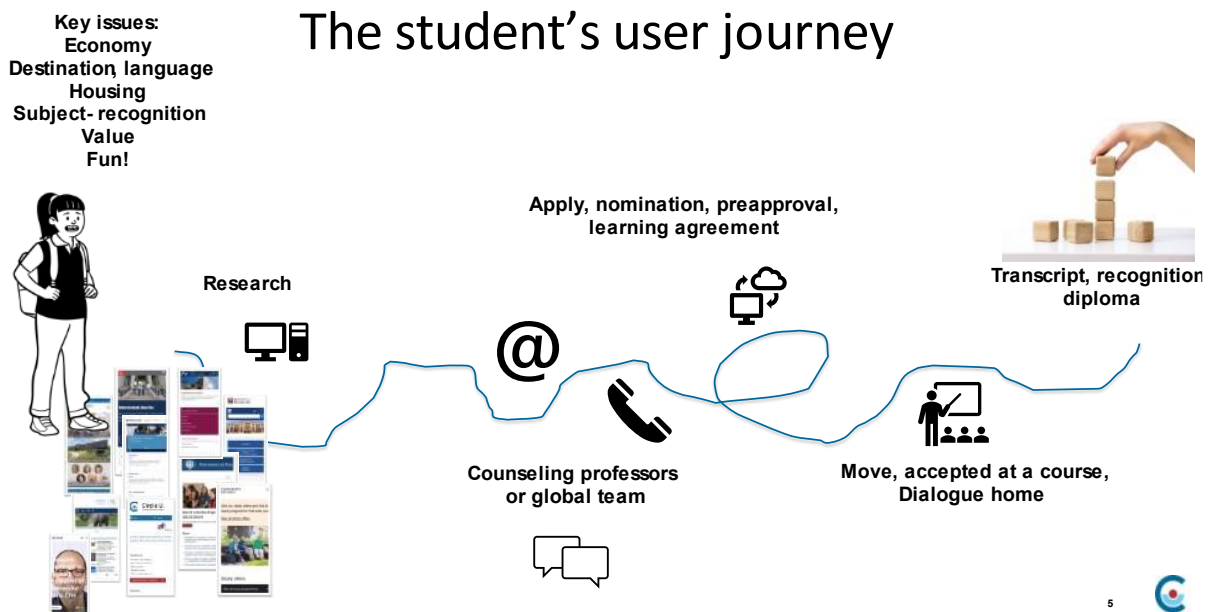 The student's user journey
Key issues:
Economy
Destination, language
Housing
Subject- recognition
Value
Fun!
Research
@
Counseling professors
or global team
Apply, nomination, preapproval,
learning agreement
Move, accepted at a course,
Dialogue home
Transcript, recognition
diploma
Circle U.
5